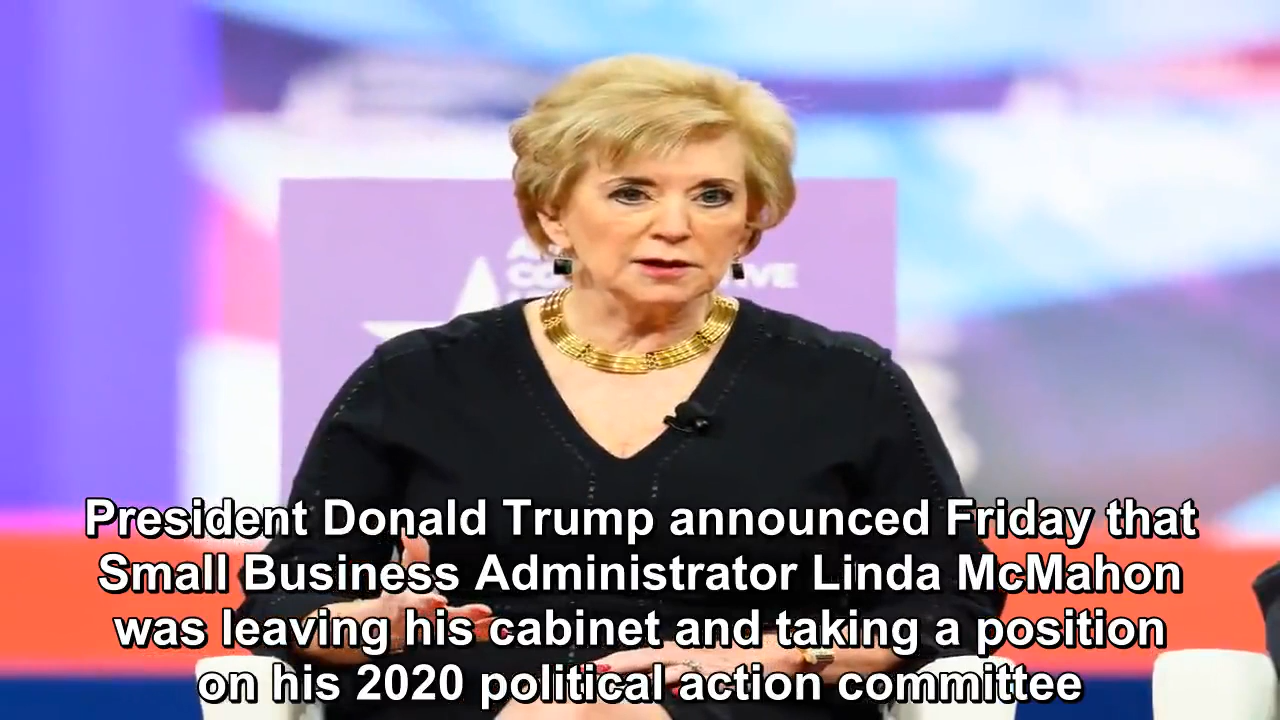 President Donald Trump announced Friday that
Small Business Administrator Linda McMahon
was leaving his cabinet and taking a position
on his 2020 political action committee